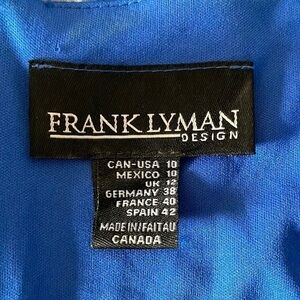 FRANK LYMAN
DESIGN
CAN-USA 10
MEXICO 10
UK 12
GERMANY 38
FRANCE 40
SPAIN 42
MADE IN/FAIT AU
CANADA